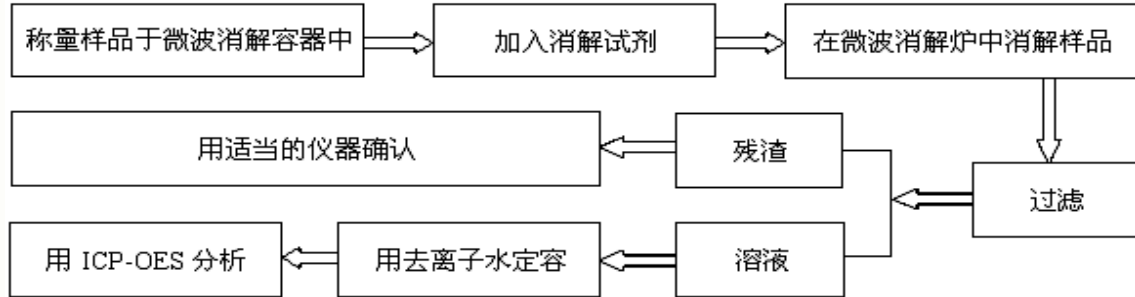 称量样品于微波消解容器中
加入消解试剂
在微波消解炉中消解样品
过滤
残渣
用适当的仪器确认
溶液
用去离子水定容
用 ICP-OES 分析